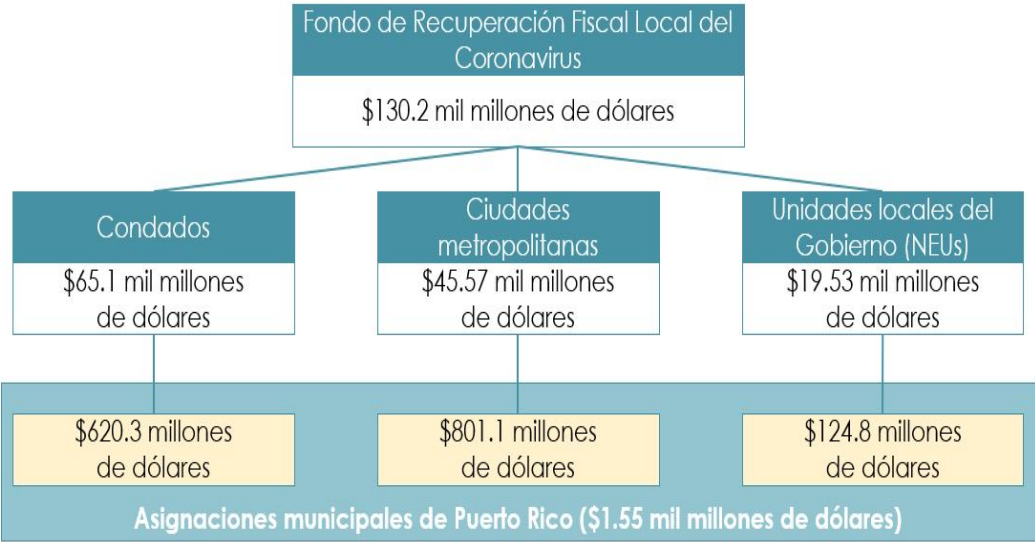 Fondo de Recuperación Fiscal Local del
Coronavirus
$130.2 mil millones de dólares
Condados
$65.1 mil millones
de dólares
Ciudades
metropolitanas
$45.57 mil millones
de dólares
Unidades locales del
Gobierno (NEUs)
$19.53 mil millones
de dólares
$620.3 millones
de dólares
$801.1 millones
de dólares
$124.8 millones
de dólares
Asignaciones municipales de Puerto Rico ($1.55 mil millones de dólares)